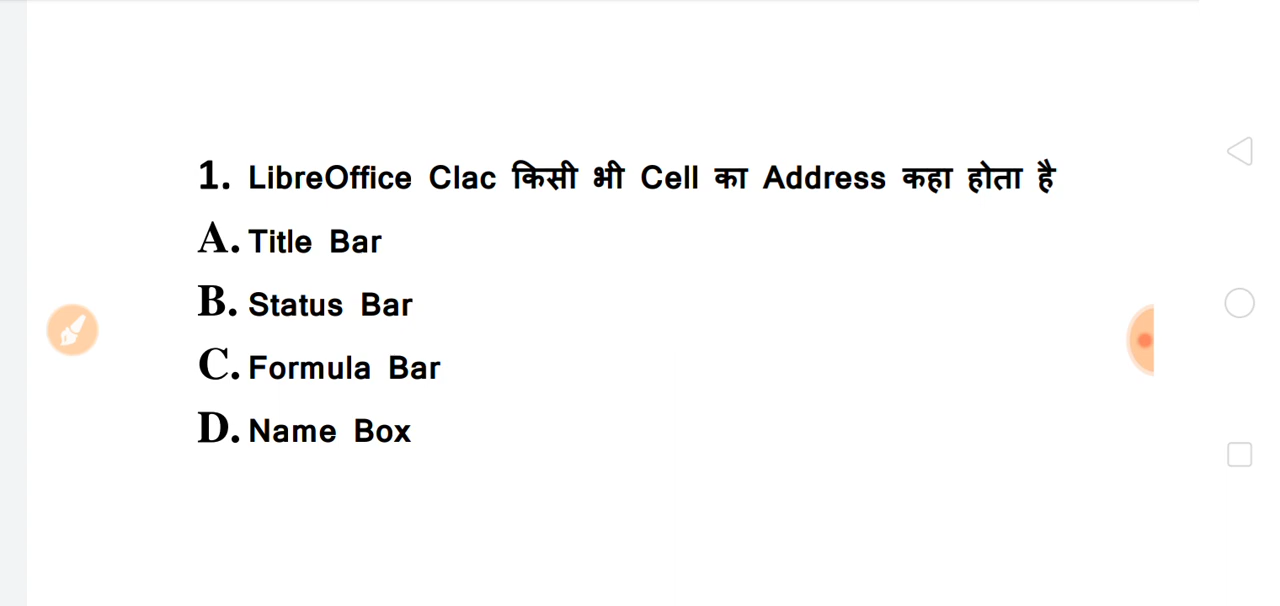 1. LibreOffice Clac किसी भी Cell का Address कहा होता है
A. Title Bar
B. Status Bar
C. Formula Bar
D. Name Box